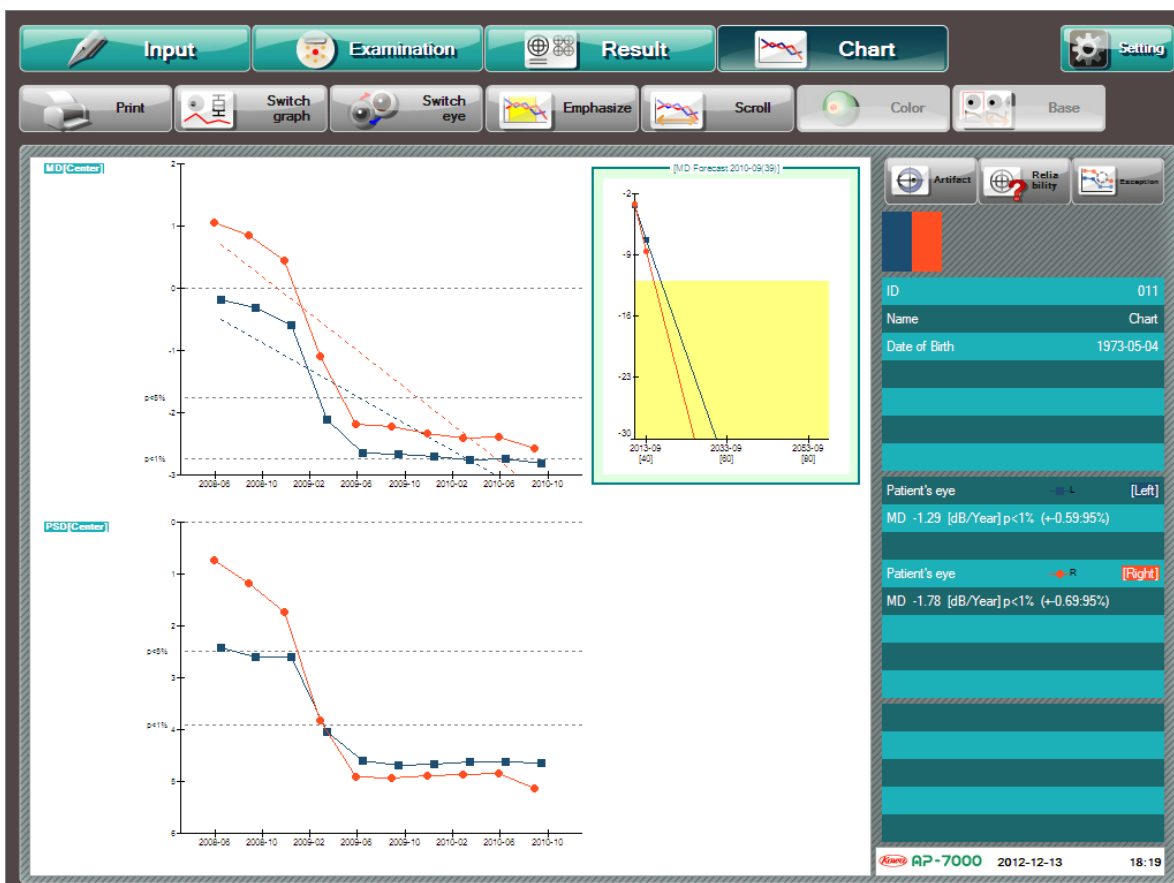 Input
Examination
Result
Chart
Setting
Print
Switch graph
Switch eye
Emphasize
Scroll
Color
Base
MD[Center]
2
1
0
-1
p<5%
-2
p<1%
-3
2008-06 2008-10 2009-02 2009-06 2009-10 2010-02 2010-06 2010-10
[MD Forecast 2010-09(39)]
-2
-9
-16
-23
-30
2013-09 2033-09 2053-09
[40] [60] [80]
PSD[Center]
0
1
2
p<5%
3
p<1%
4
5
6
2008-06 2008-10 2009-02 2009-06 2009-10 2010-02 2010-06 2010-10
Artifact
Relia bility
Exception
ID 011
Name Chart
Date of Birth 1973-05-04
Patient's eye L [Left]
MD -1.29 [dB/Year] p<1% (+-0.59:95%)
Patient's eye R [Right]
MD -1.78 [dB/Year] p<1% (+-0.69:95%)
Kowa AP-7000 2012-12-13 18:19